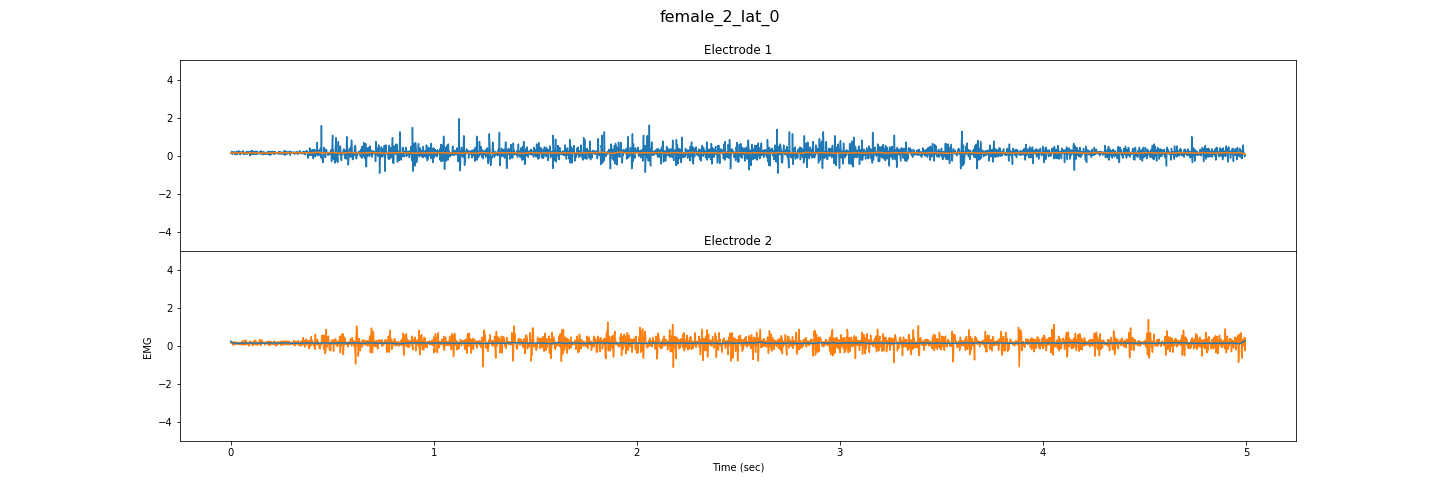 female_2_lat_0
Electrode 1
4
2
0
−2
−4
Electrode 2
4
2
0
−2
−4
EMG
0 1 2 3 4 5
Time (sec)